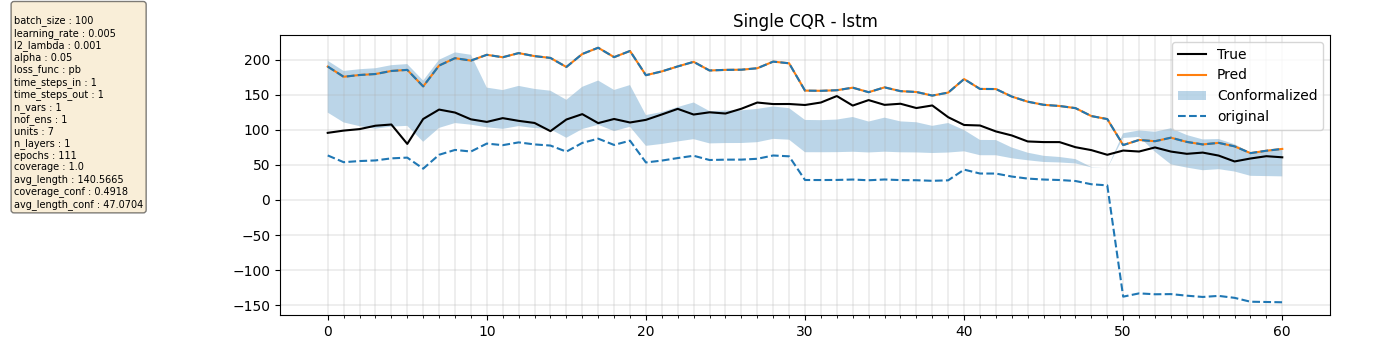 batch_size : 100
learning_rate : 0.005
l2_lambda : 0.001
alpha : 0.05
loss_func : pb
time_steps_in : 1
time_steps_out : 1
n_vars : 1
nof_ens : 1
units : 7
n_layers : 1
epochs : 111
coverage : 1.0
avg_length : 140.5665
coverage_conf : 0.4918
avg_length_conf : 47.0704
Single CQR - lstm
200
150
100
50
0
−50
−100
−150
0 10 20 30 40 50 60
True
Pred
Conformalized
original